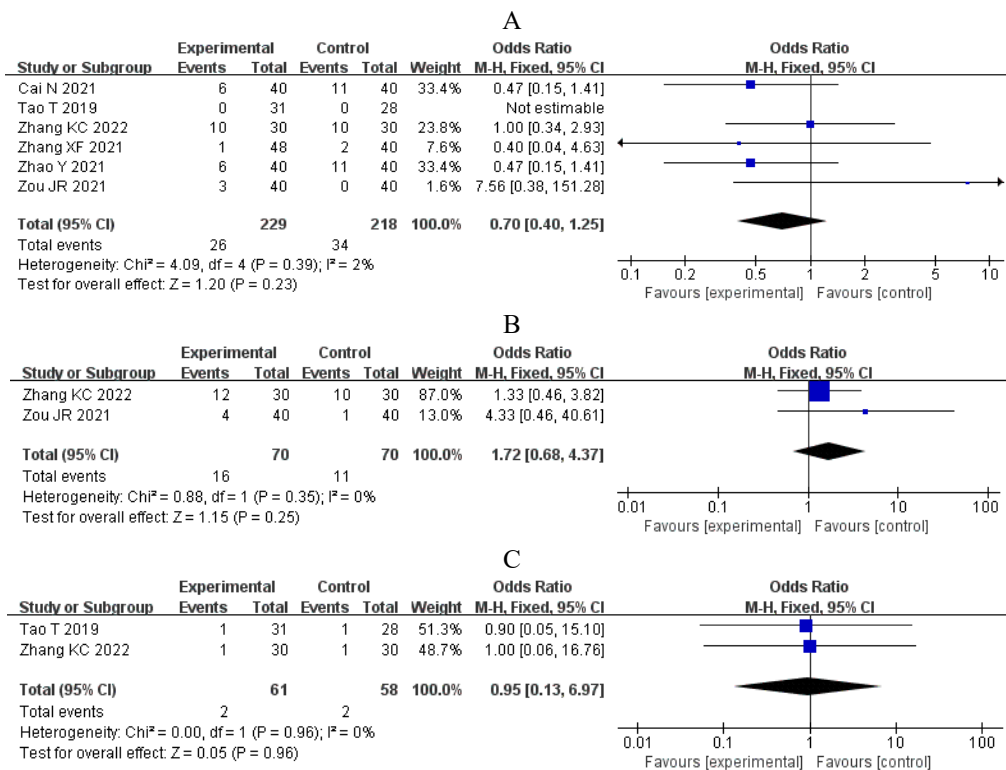 A
Experimental Control Odds Ratio Odds Ratio
Study or Subgroup Events Total Events Total Weight M-H, Fixed, 95% CI M-H, Fixed, 95% CI
Cai N 2021 6 40 11 40 33.4% 0.47 [0.15, 1.41]
Tao T 2019 0 31 0 28 Not estimable
Zhang KC 2022 10 30 10 30 23.8% 1.00 [0.34, 2.93]
Zhang XF 2021 1 48 2 40 7.6% 0.40 [0.04, 4.63]
Zhao Y 2021 6 40 11 40 33.4% 0.47 [0.15, 1.41]
Zou JR 2021 3 40 0 40 1.6% 7.56 [0.38, 151.28]
Total (95% CI) 229 218 100.0% 0.70 [0.40, 1.25]
Total events 26 34
Heterogeneity: Chi² = 4.09, df = 4 (P = 0.39); I² = 2%
Test for overall effect: Z = 1.20 (P = 0.23)
0.1 0.2 0.5 1 2 5 10
Favours [experimental] Favours [control]
B
Experimental Control Odds Ratio Odds Ratio
Study or Subgroup Events Total Events Total Weight M-H, Fixed, 95% CI M-H, Fixed, 95% CI
Zhang KC 2022 12 30 10 30 87.0% 1.33 [0.46, 3.82]
Zou JR 2021 4 40 1 40 13.0% 4.33 [0.46, 40.61]
Total (95% CI) 70 70 100.0% 1.72 [0.68, 4.37]
Total events 16 11
Heterogeneity: Chi² = 0.88, df = 1 (P = 0.35); I² = 0%
Test for overall effect: Z = 1.15 (P = 0.25)
0.01 0.1 1 10 100
Favours [experimental] Favours [control]
C
Experimental Control Odds Ratio Odds Ratio
Study or Subgroup Events Total Events Total Weight M-H, Fixed, 95% CI M-H, Fixed, 95% CI
Tao T 2019 1 31 1 28 51.3% 0.90 [0.05, 15.10]
Zhang KC 2022 1 30 1 30 48.7% 1.00 [0.06, 16.76]
Total (95% CI) 61 58 100.0% 0.95 [0.13, 6.97]
Total events 2 2
Heterogeneity: Chi² = 0.00, df = 1 (P = 0.96); I² = 0%
Test for overall effect: Z = 0.05 (P = 0.96)
0.01 0.1 1 10 100
Favours [experimental] Favours [control]